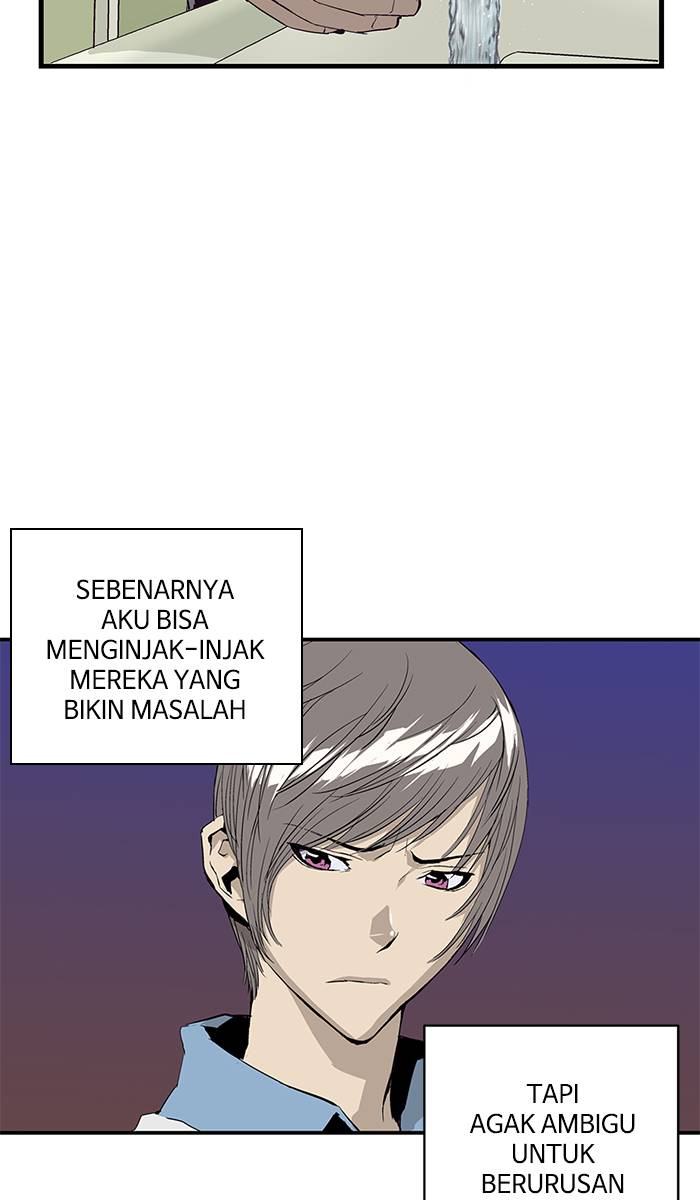 SEBENARNYA
AKU BISA
MENGINJAK-INJAK
MEREKA YANG
BIKIN MASALAH
TAPI
AGAK AMBIGU
UNTUK
BERURUSAN